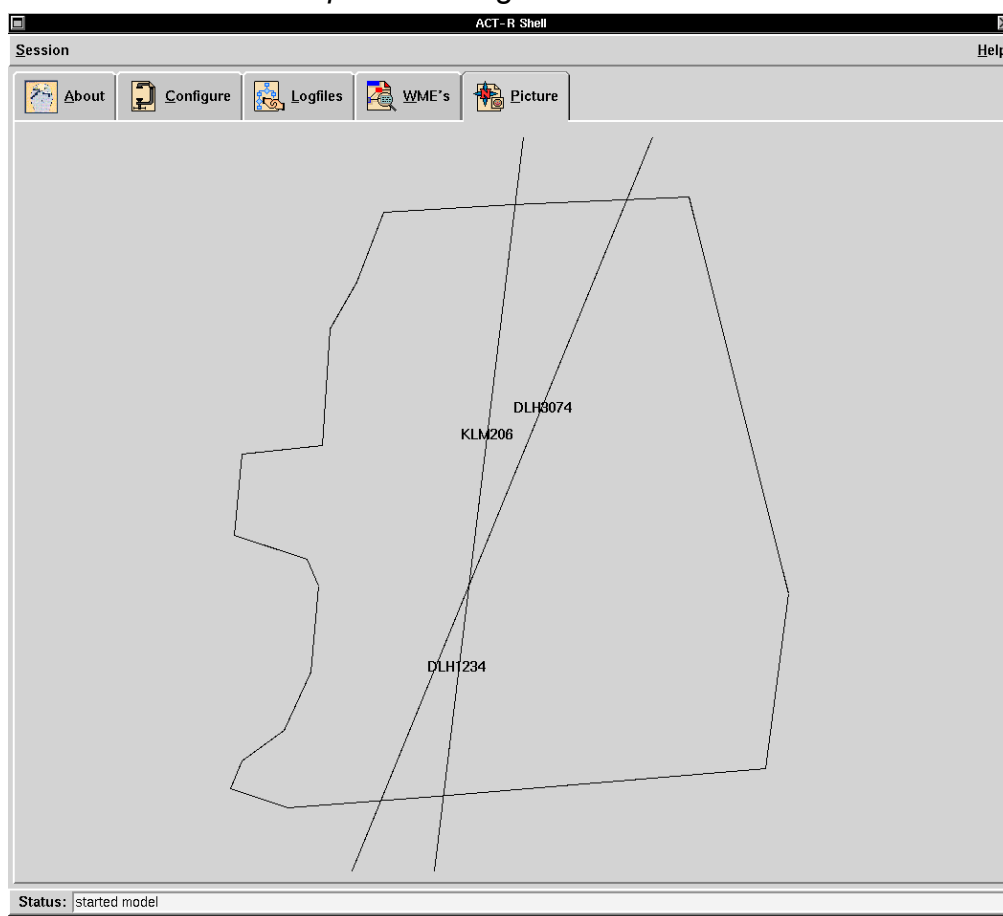 ACT-R Shell
Session Help
About Configure Logfiles WME's Picture
DLH3074
KLM206
DLH1234
Status: started model